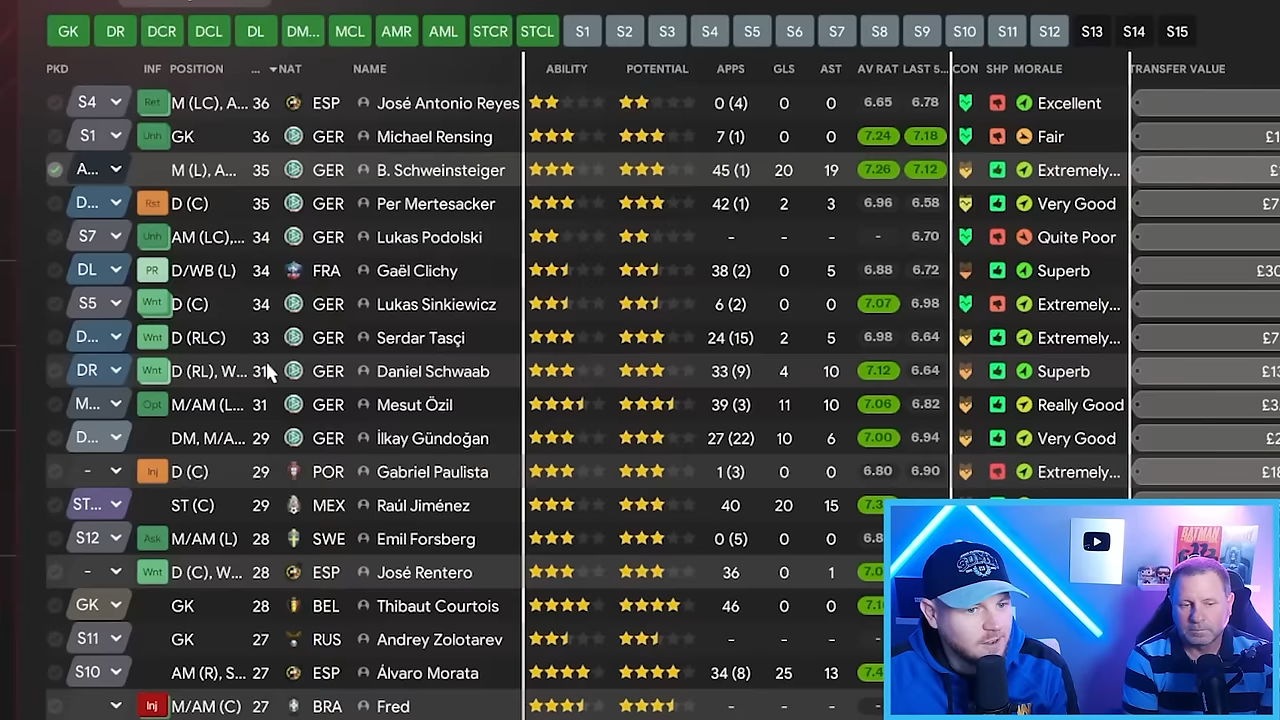 GK DR DCR DCL DL DM... MCL AMR AML STCR STCL S1 S2 S3 S4 S5 S6 S7 S8 S9 S10 S11 S12 S13 S14 S15
PKD INF POSITION ... NAT NAME ABILITY POTENTIAL APPS GLS AST AV RAT LAST 5... CON SHP MORALE TRANSFER VALUE
S4 Ret M (LC), A... 36 ESP José Antonio Reyes 0 (4) 0 0 6.65 6.78 Excellent
S1 Unh GK 36 GER Michael Rensing 7 (1) 0 0 7.24 7.18 Fair £1
A... M (L), A... 35 GER B. Schweinsteiger 45 (1) 20 19 7.26 7.12 Extremely... £
D... Rst D (C) 35 GER Per Mertesacker 42 (1) 2 3 6.96 6.58 Very Good £7
S7 Unh AM (LC),... 34 GER Lukas Podolski - - - - 6.70 Quite Poor
DL PR D/WB (L) 34 FRA Gaël Clichy 38 (2) 0 5 6.88 6.72 Superb £30
S5 Wnt D (C) 34 GER Lukas Sinkiewicz 6 (2) 0 0 7.07 6.98 Extremely...
D... Wnt D (RLC) 33 GER Serdar Tasçi 24 (15) 2 5 6.98 6.64 Extremely... £7
DR Wnt D (RL), W... 31 GER Daniel Schwaab 33 (9) 4 10 7.12 6.64 Superb £13
M... Opt M/AM (L... 31 GER Mesut Özil 39 (3) 11 10 7.06 6.82 Really Good £3
D... DM, M/A... 29 GER İlkay Gündoğan 27 (22) 10 6 7.00 6.94 Very Good £2
- Inj D (C) 29 POR Gabriel Paulista 1 (3) 0 0 6.80 6.90 Extremely... £18
ST... ST (C) 29 MEX Raúl Jiménez 40 20 15 7.3
S12 Ask M/AM (L) 28 SWE Emil Forsberg 0 (5) 0 0 6.8
- Wnt D (C), W... 28 ESP José Rentero 36 0 1 7.0
GK GK 28 BEL Thibaut Courtois 46 0 0 7.1
S11 GK 27 RUS Andrey Zolotarev - - - -
S10 AM (R), S... 27 ESP Álvaro Morata 34 (8) 25 13 7.4
Inj M/AM (C) 27 BRA Fred - - - -
BATMAN